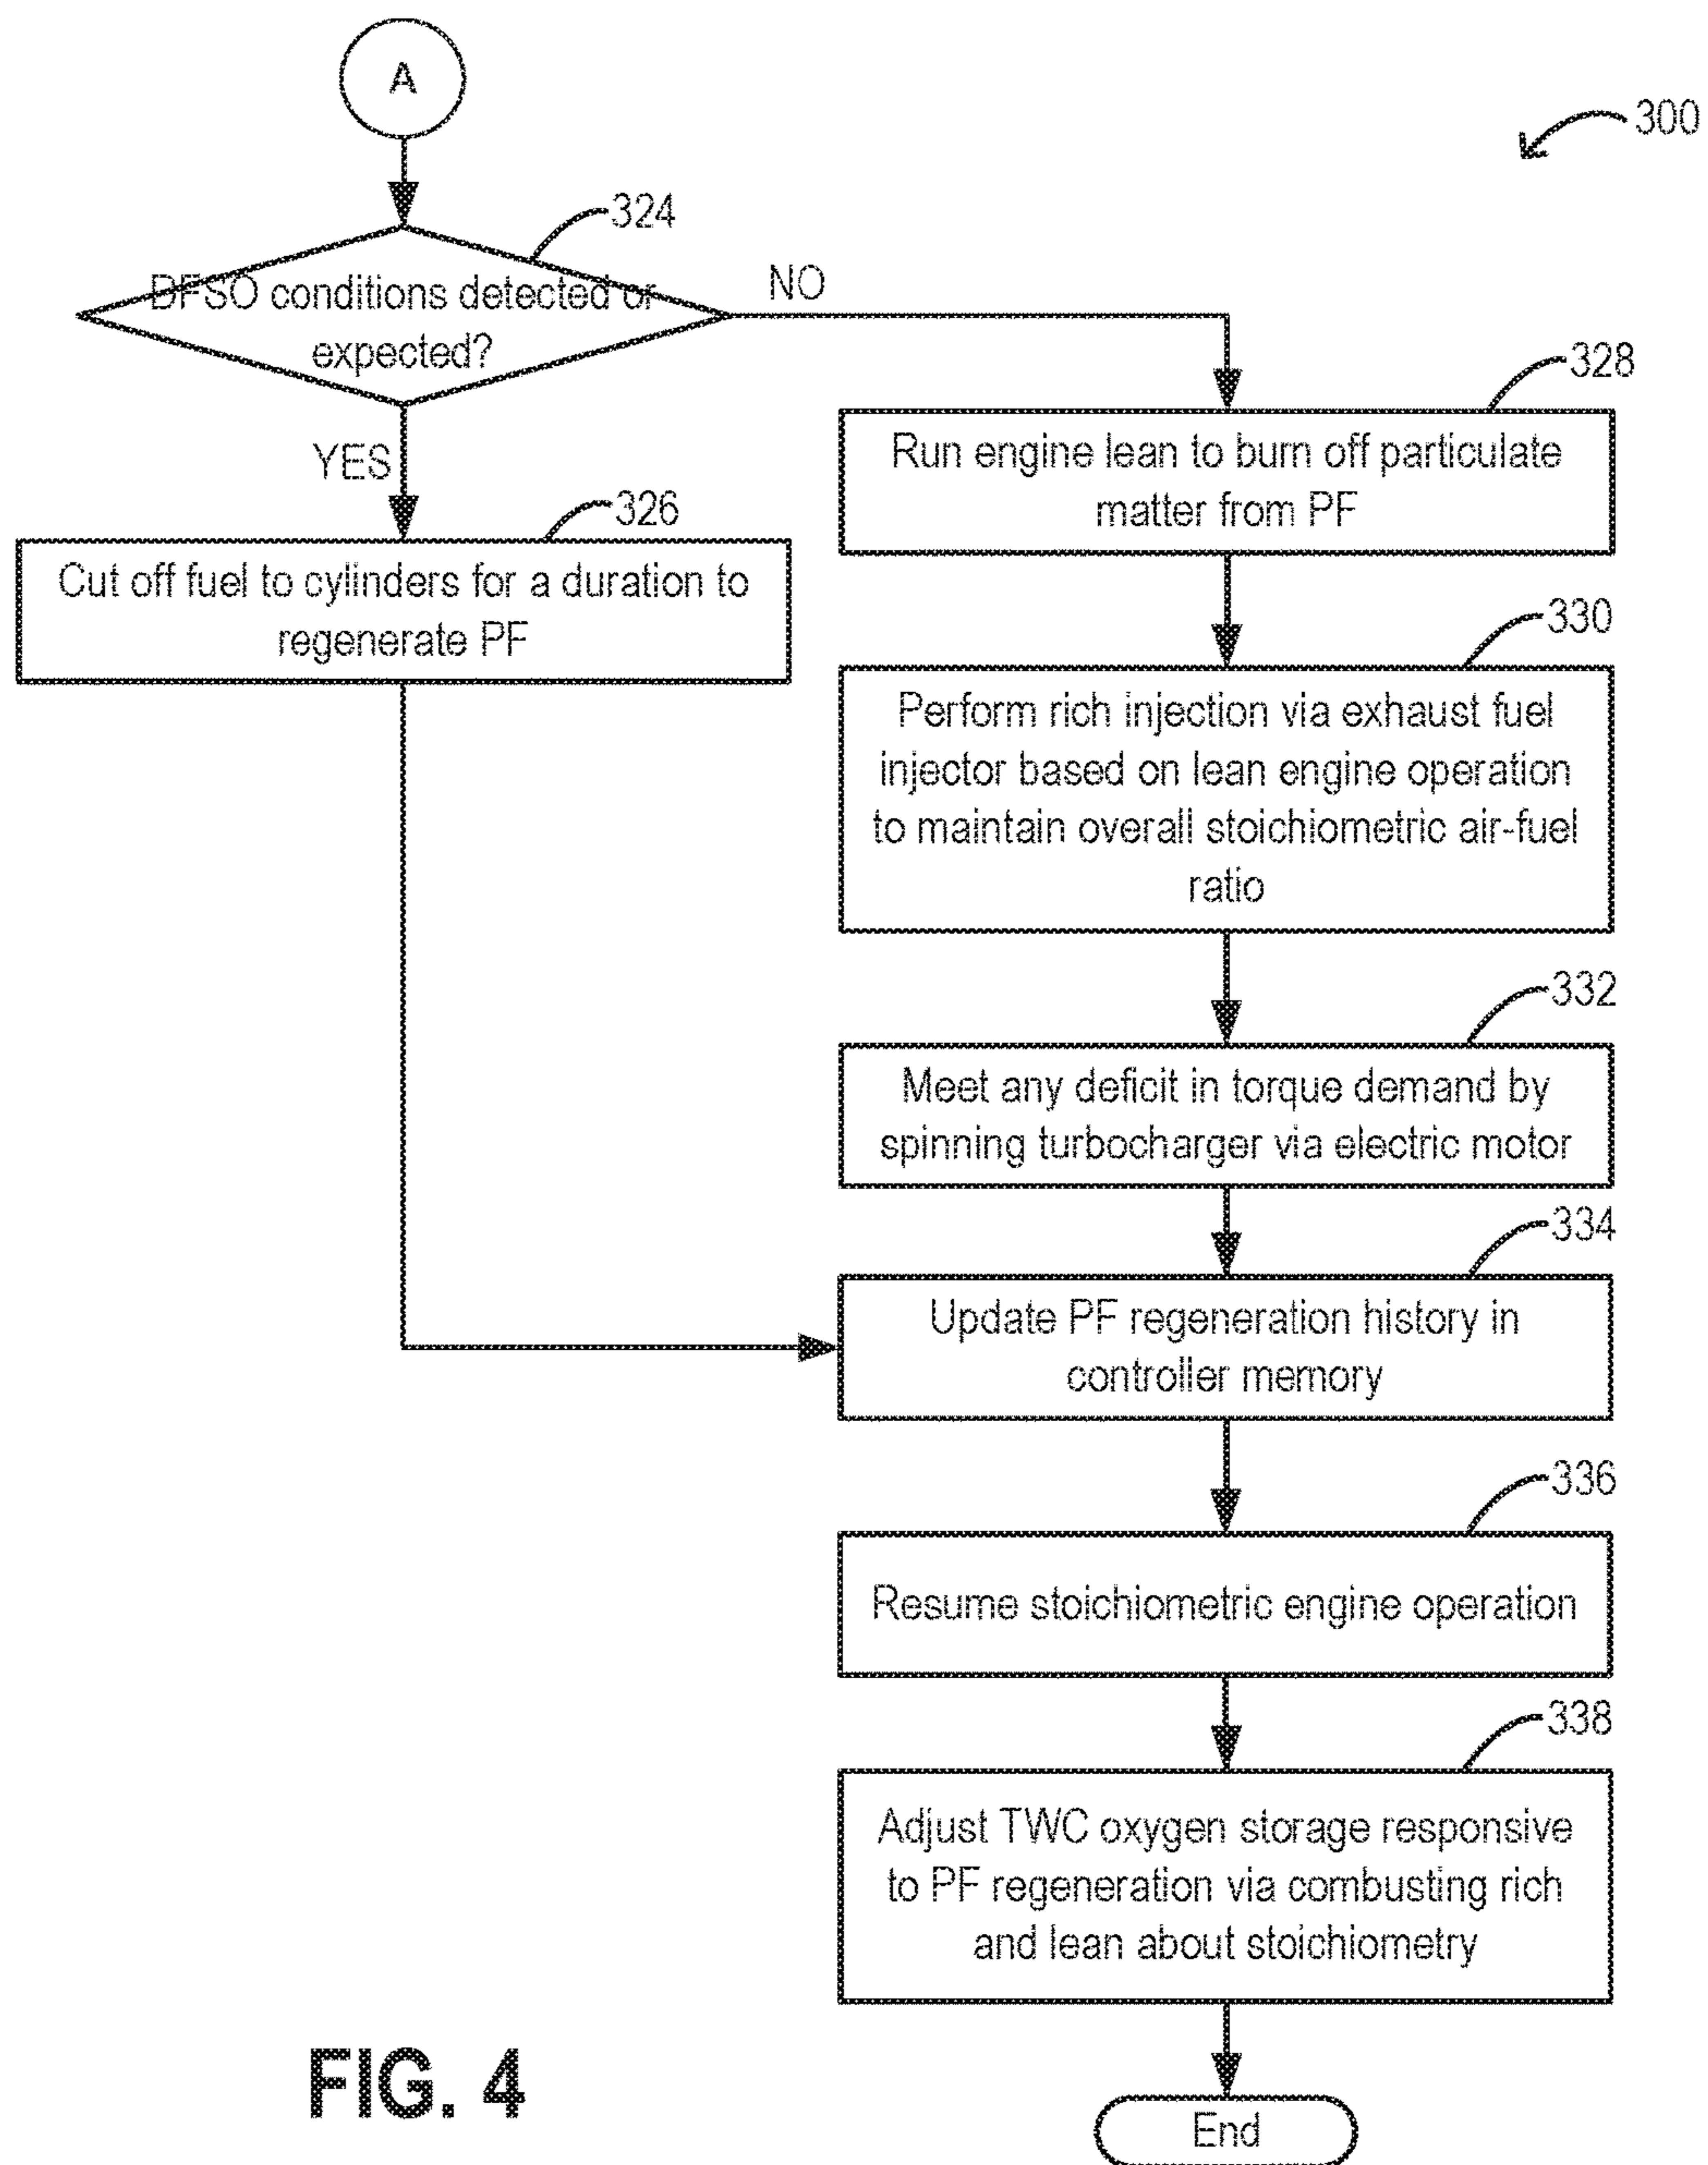 A
300
324
DFSO conditions detected or
expected?
NO
YES
326
Cut off fuel to cylinders for a duration to
regenerate PF
328
Run engine lean to burn off particulate
matter from PF
330
Perform rich injection via exhaust fuel
injector based on lean engine operation
to maintain overall stoichiometric air-fuel
ratio
332
Meet any deficit in torque demand by
spinning turbocharger via electric motor
334
Update PF regeneration history in
controller memory
336
Resume stoichiometric engine operation
338
Adjust TWC oxygen storage responsive
to PF regeneration via combusting rich
and lean about stoichiometry
End
FIG. 4